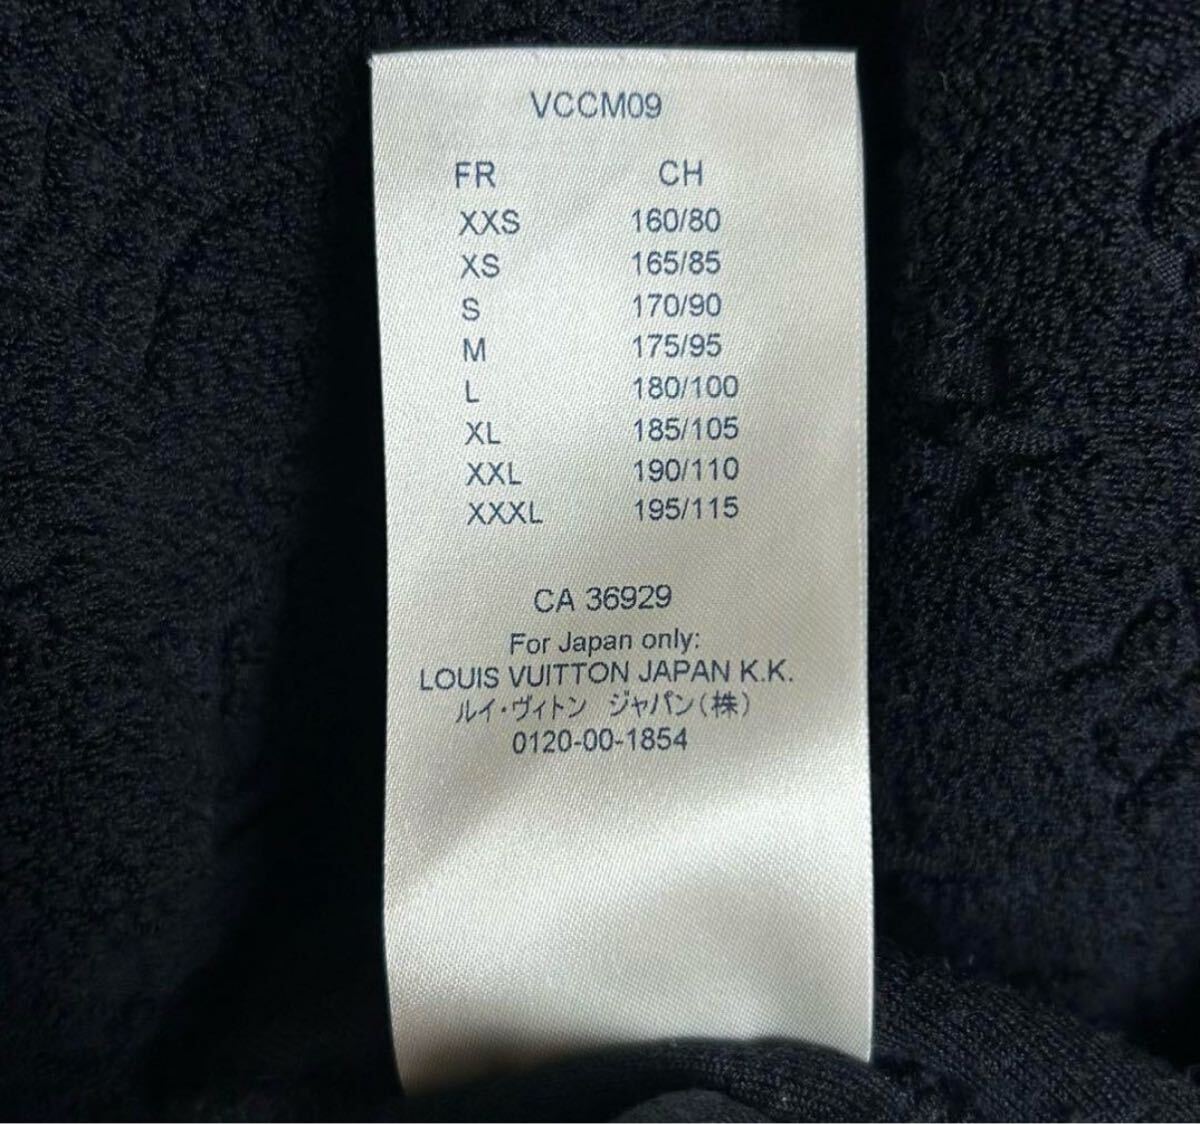 VCCM09
FR CH
XXS 160/80
XS 165/85
S 170/90
M 175/95
L 180/100
XL 185/105
XXL 190/110
XXXL 195/115
CA 36929
For Japan only:
LOUIS VUITTON JAPAN K.K.
ルイ・ヴィトン ジャパン(株)
0120-00-1854